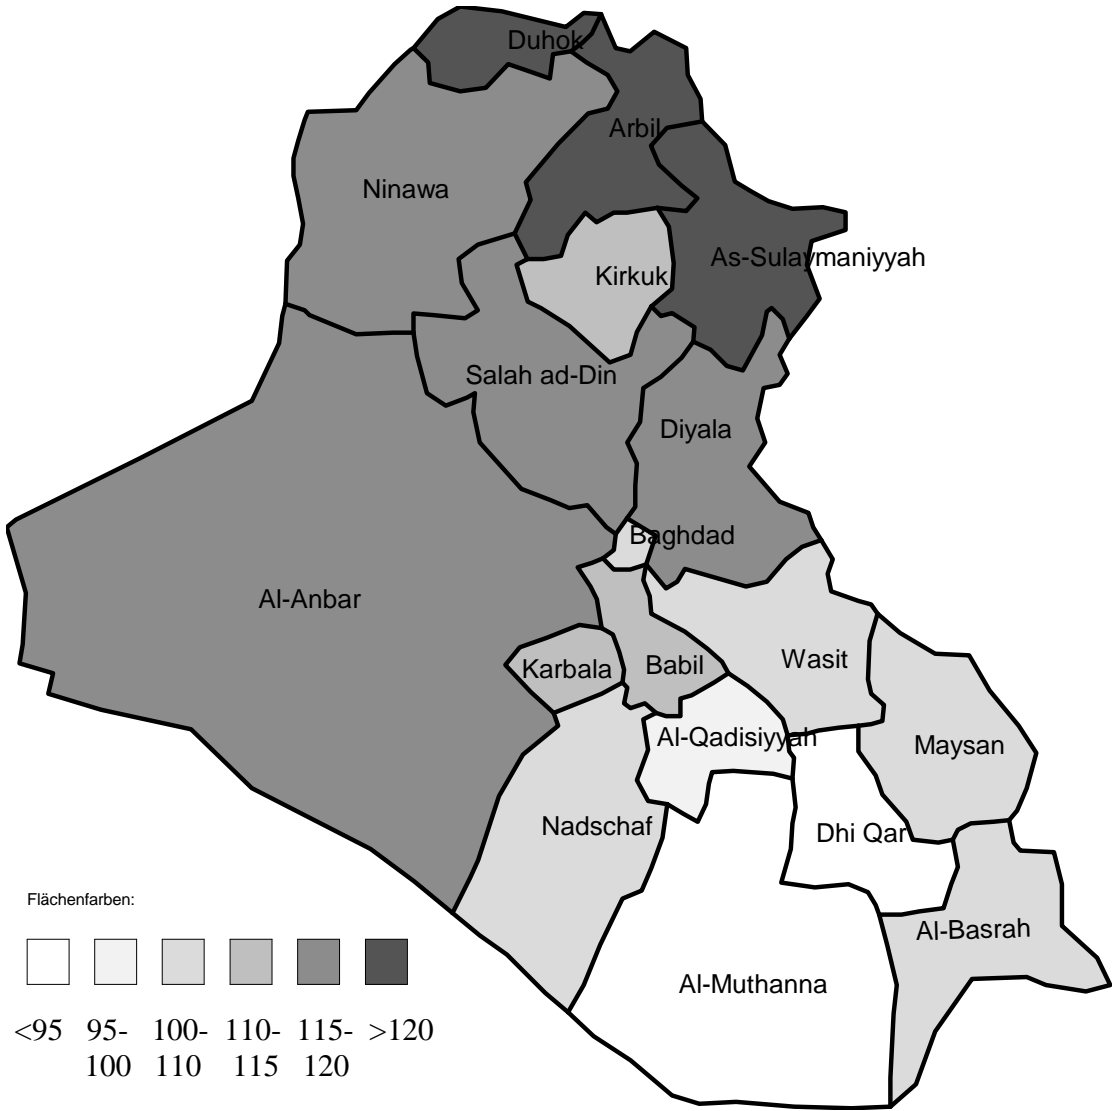 Duhok
Arbil
Ninawa
As-Sulaymaniyyah
Kirkuk
Salah ad-Din
Diyala
Baghdad
Al-Anbar
Wasit
Babil
Karbala
Al-Qadisiyyah
Maysan
Nadschaf
Dhi Qar
Al-Basrah
Al-Muthanna
Flächenfarben:
<95 95- 100- 110- 115- >120
100 110 115 120